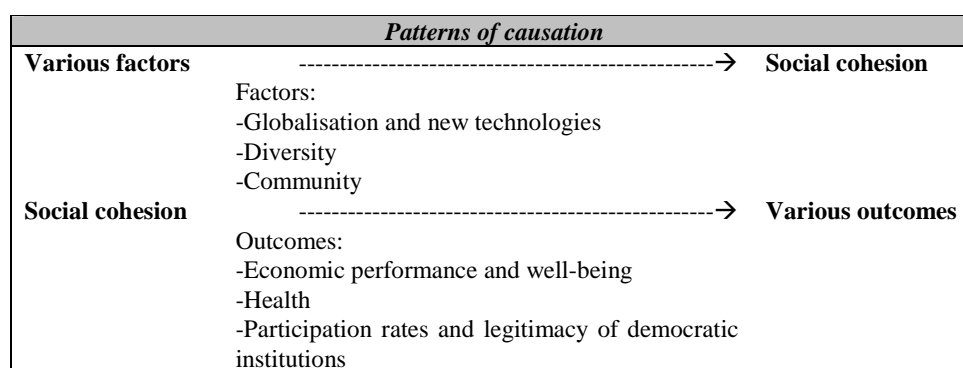 Patterns of causation
Various factors ---------------------------------------------------→ Social cohesion
Factors:
-Globalisation and new technologies
-Diversity
-Community
Social cohesion ---------------------------------------------------→ Various outcomes
Outcomes:
-Economic performance and well-being
-Health
-Participation rates and legitimacy of democratic
institutions